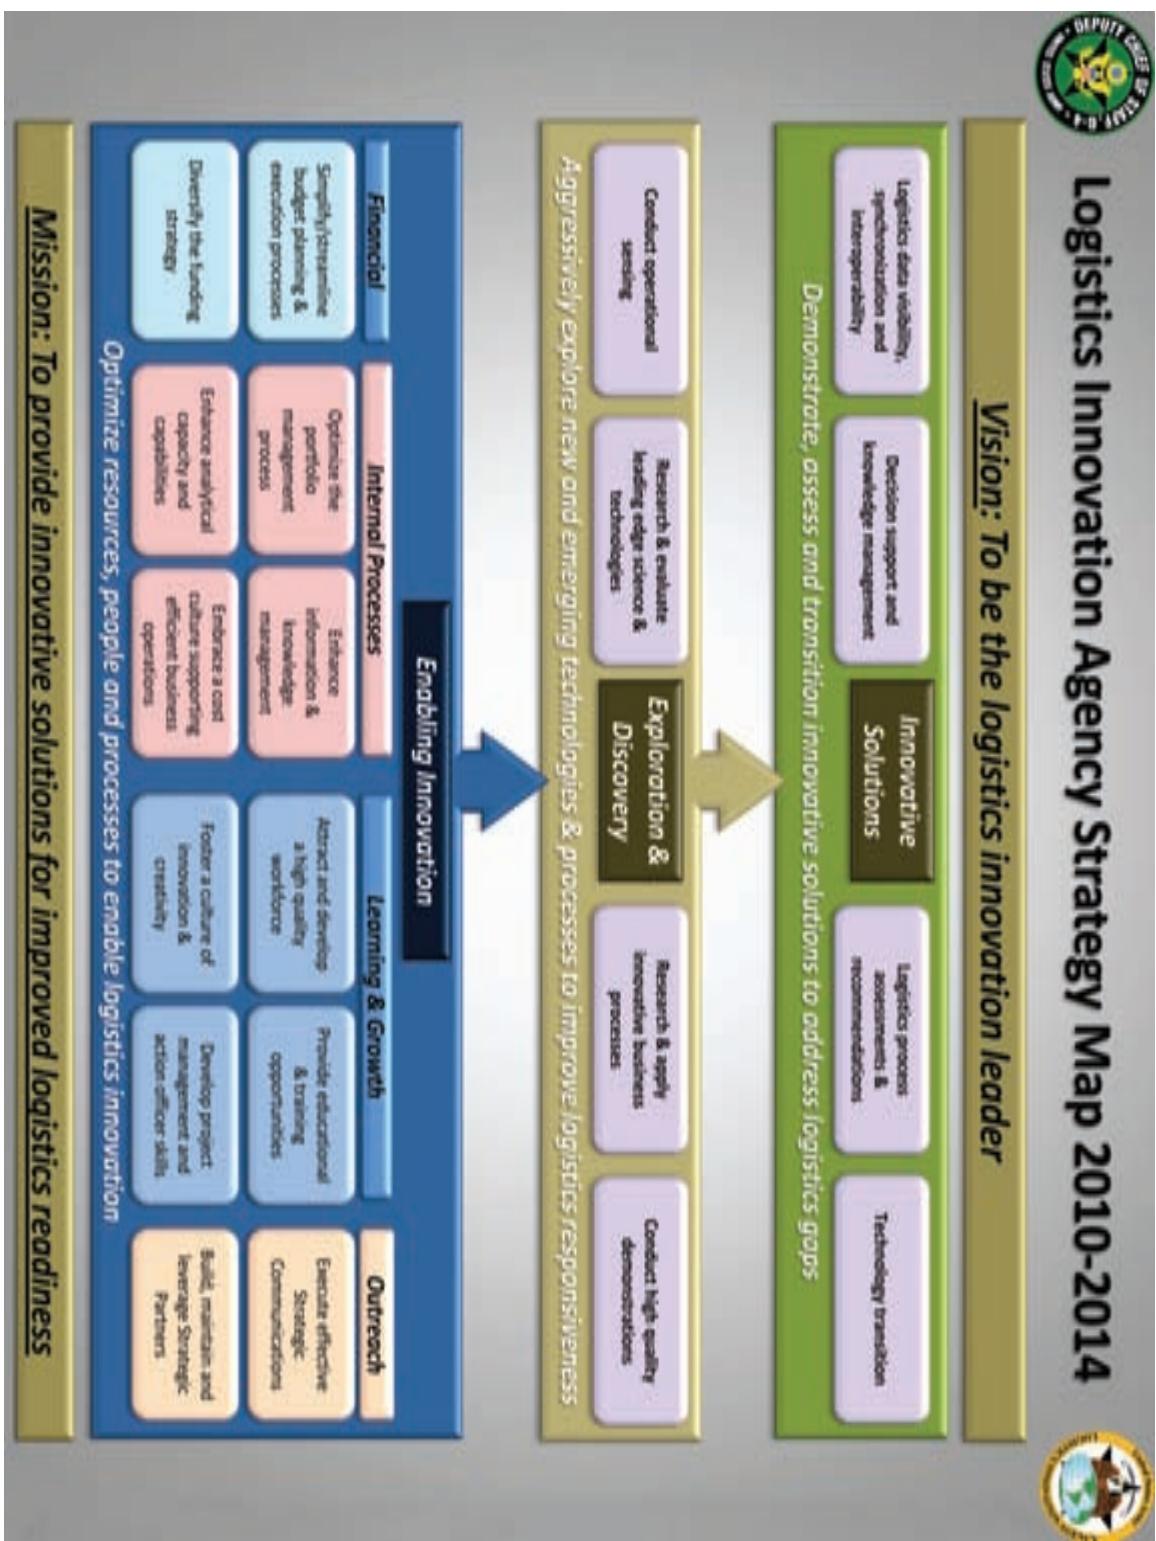 DEPUTY CHIEF OF STAFF, G-4
Logistics Innovation Agency Strategy Map 2010-2014
Vision: To be the logistics innovation leader
Logistics data visibility,
synchronization and
interoperability
Decision support and
knowledge management
Innovative
Solutions
Logistics process
assessments &
recommendations
Technology transition
Demonstrate, assess and transition innovative solutions to address logistics gaps
Conduct operational
sensing
Research & evaluate
leading edge science &
technologies
Exploration &
Discovery
Research & apply
innovative business
processes
Conduct high quality
demonstrations
Aggressively explore new and emerging technologies & processes to improve logistics responsiveness
Enabling Innovation
Financial
Simplify/streamline
budget planning &
execution processes
Diversify the funding
strategy
Internal Processes
Optimize the
portfolio
management
process
Enhance
information &
knowledge
management
Enhance analytical
capacity and
capabilities
Embrace a cost
culture supporting
efficient business
operations
Learning & Growth
Attract and develop
a high quality
workforce
Provide educational
& training
opportunities
Foster a culture of
innovation &
creativity
Develop project
management and
action officer skills
Outreach
Execute effective
Strategic
Communications
Build, maintain and
leverage Strategic
Partners
Optimize resources, people and processes to enable logistics innovation
Mission: To provide innovative solutions for improved logistics readiness